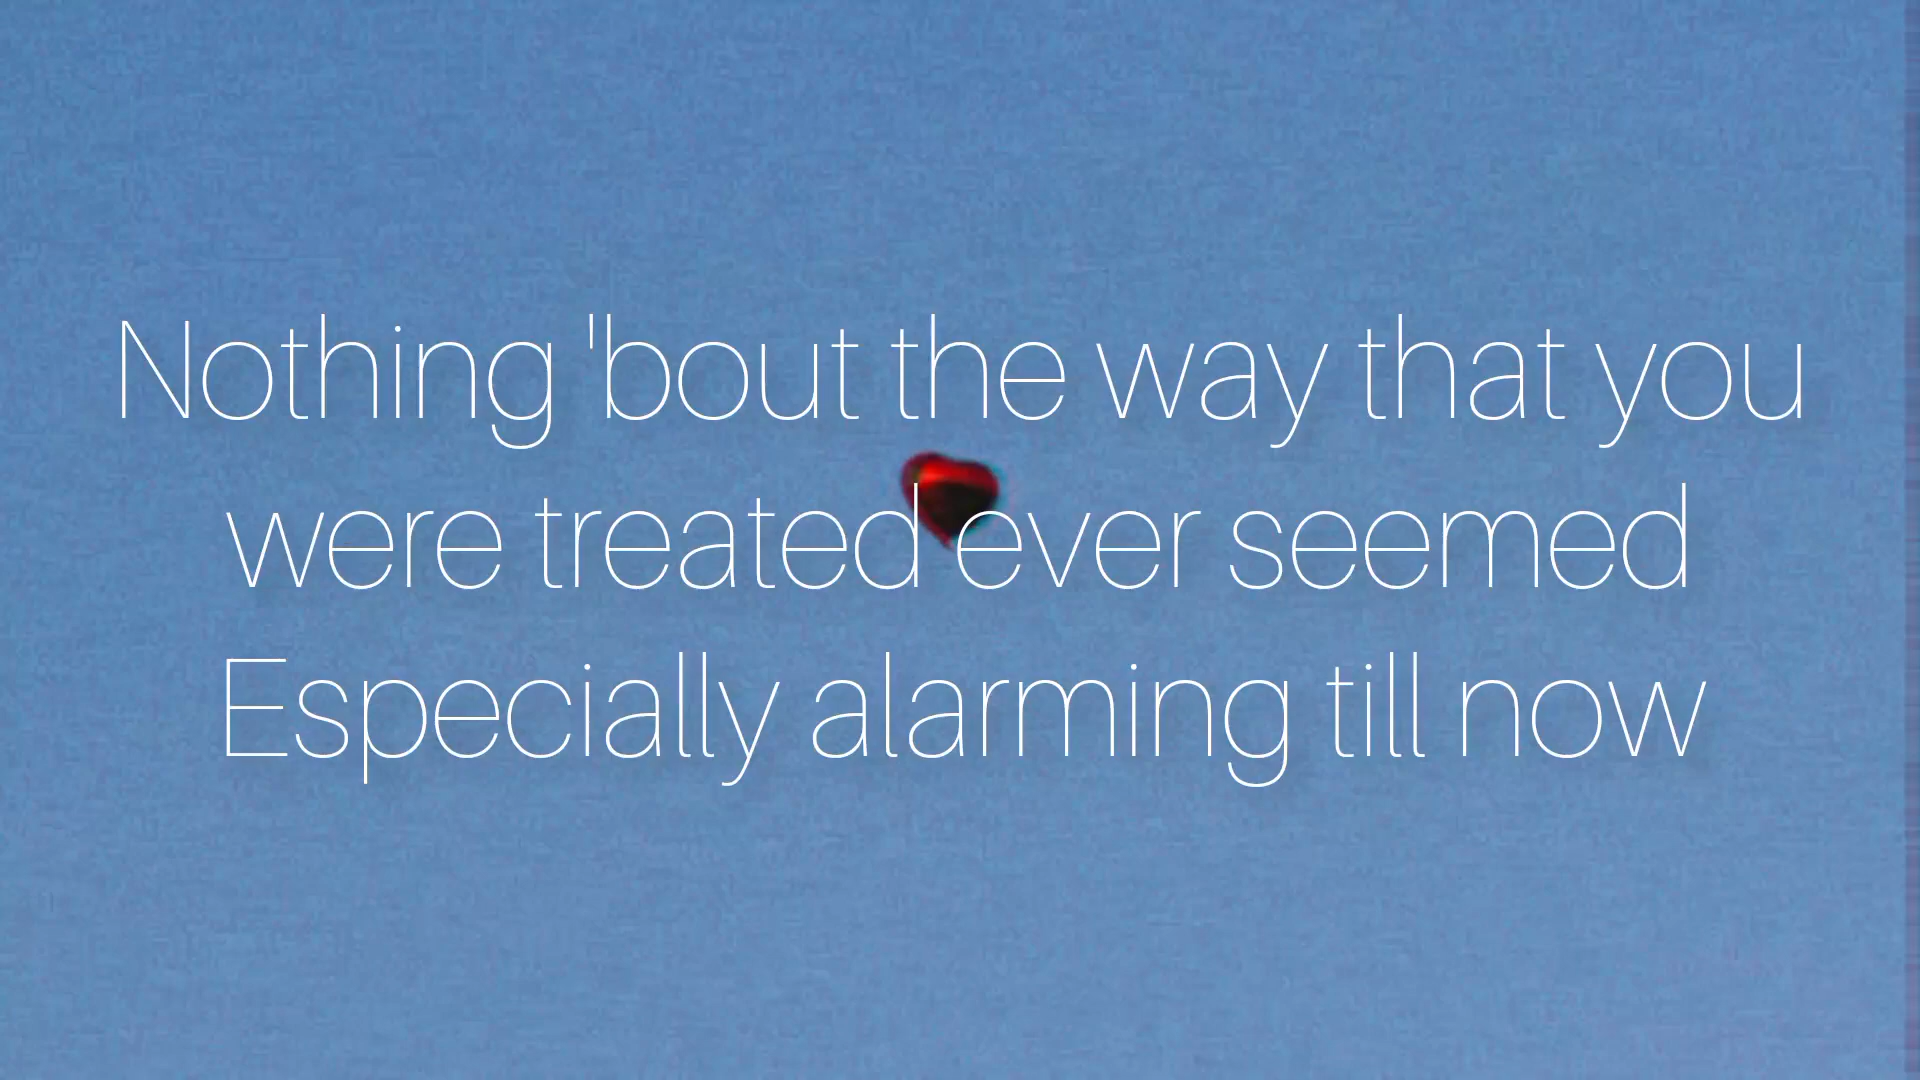 Nothing 'bout the way that you
were treated ever seemed
Especially alarming till now